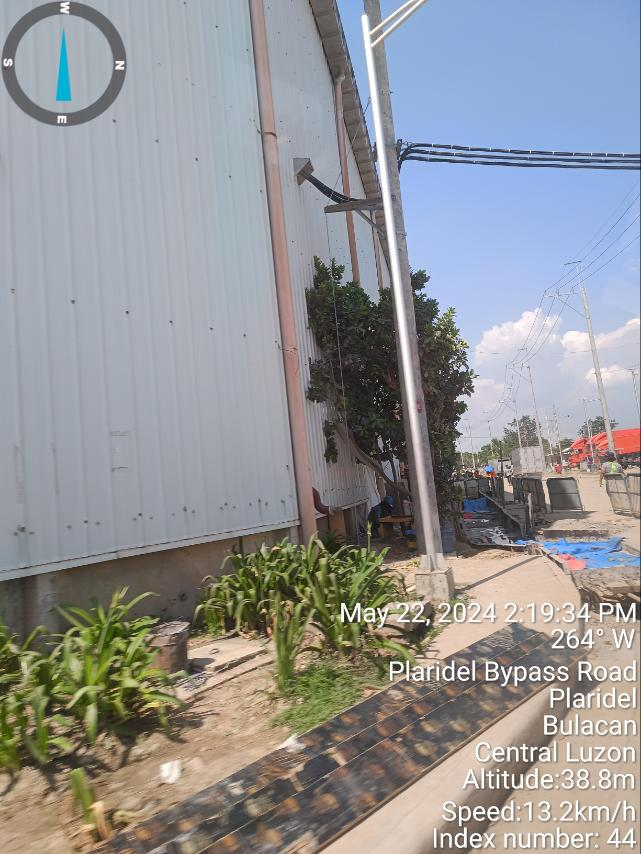 W
S
N
E
May 22, 2024 2:19:34 PM
264° W
Plaridel Bypass Road
Plaridel
Bulacan
Central Luzon
Altitude:38.8m
Speed:13.2km/h
Index number: 44